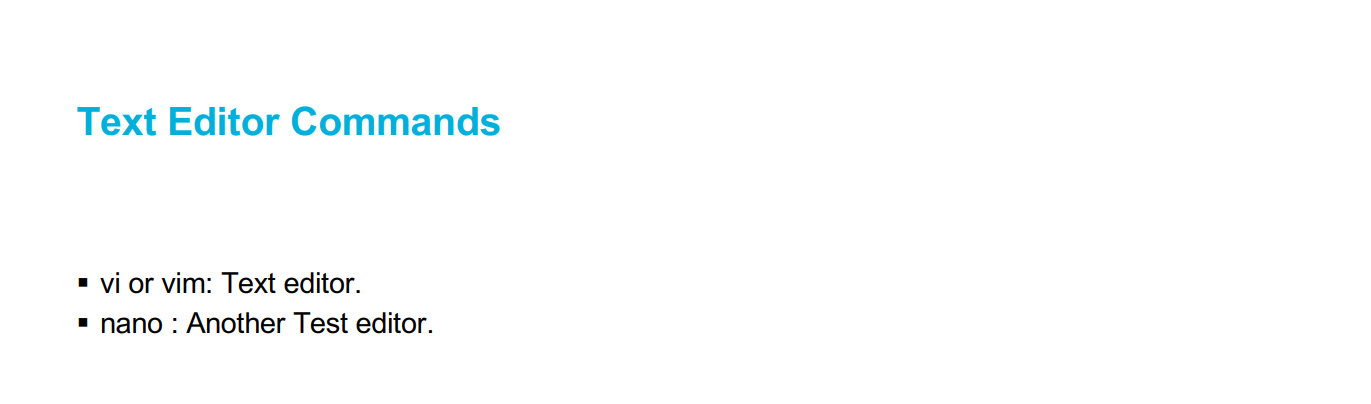 Text Editor Commands
▪ vi or vim: Text editor.
▪ nano : Another Test editor.